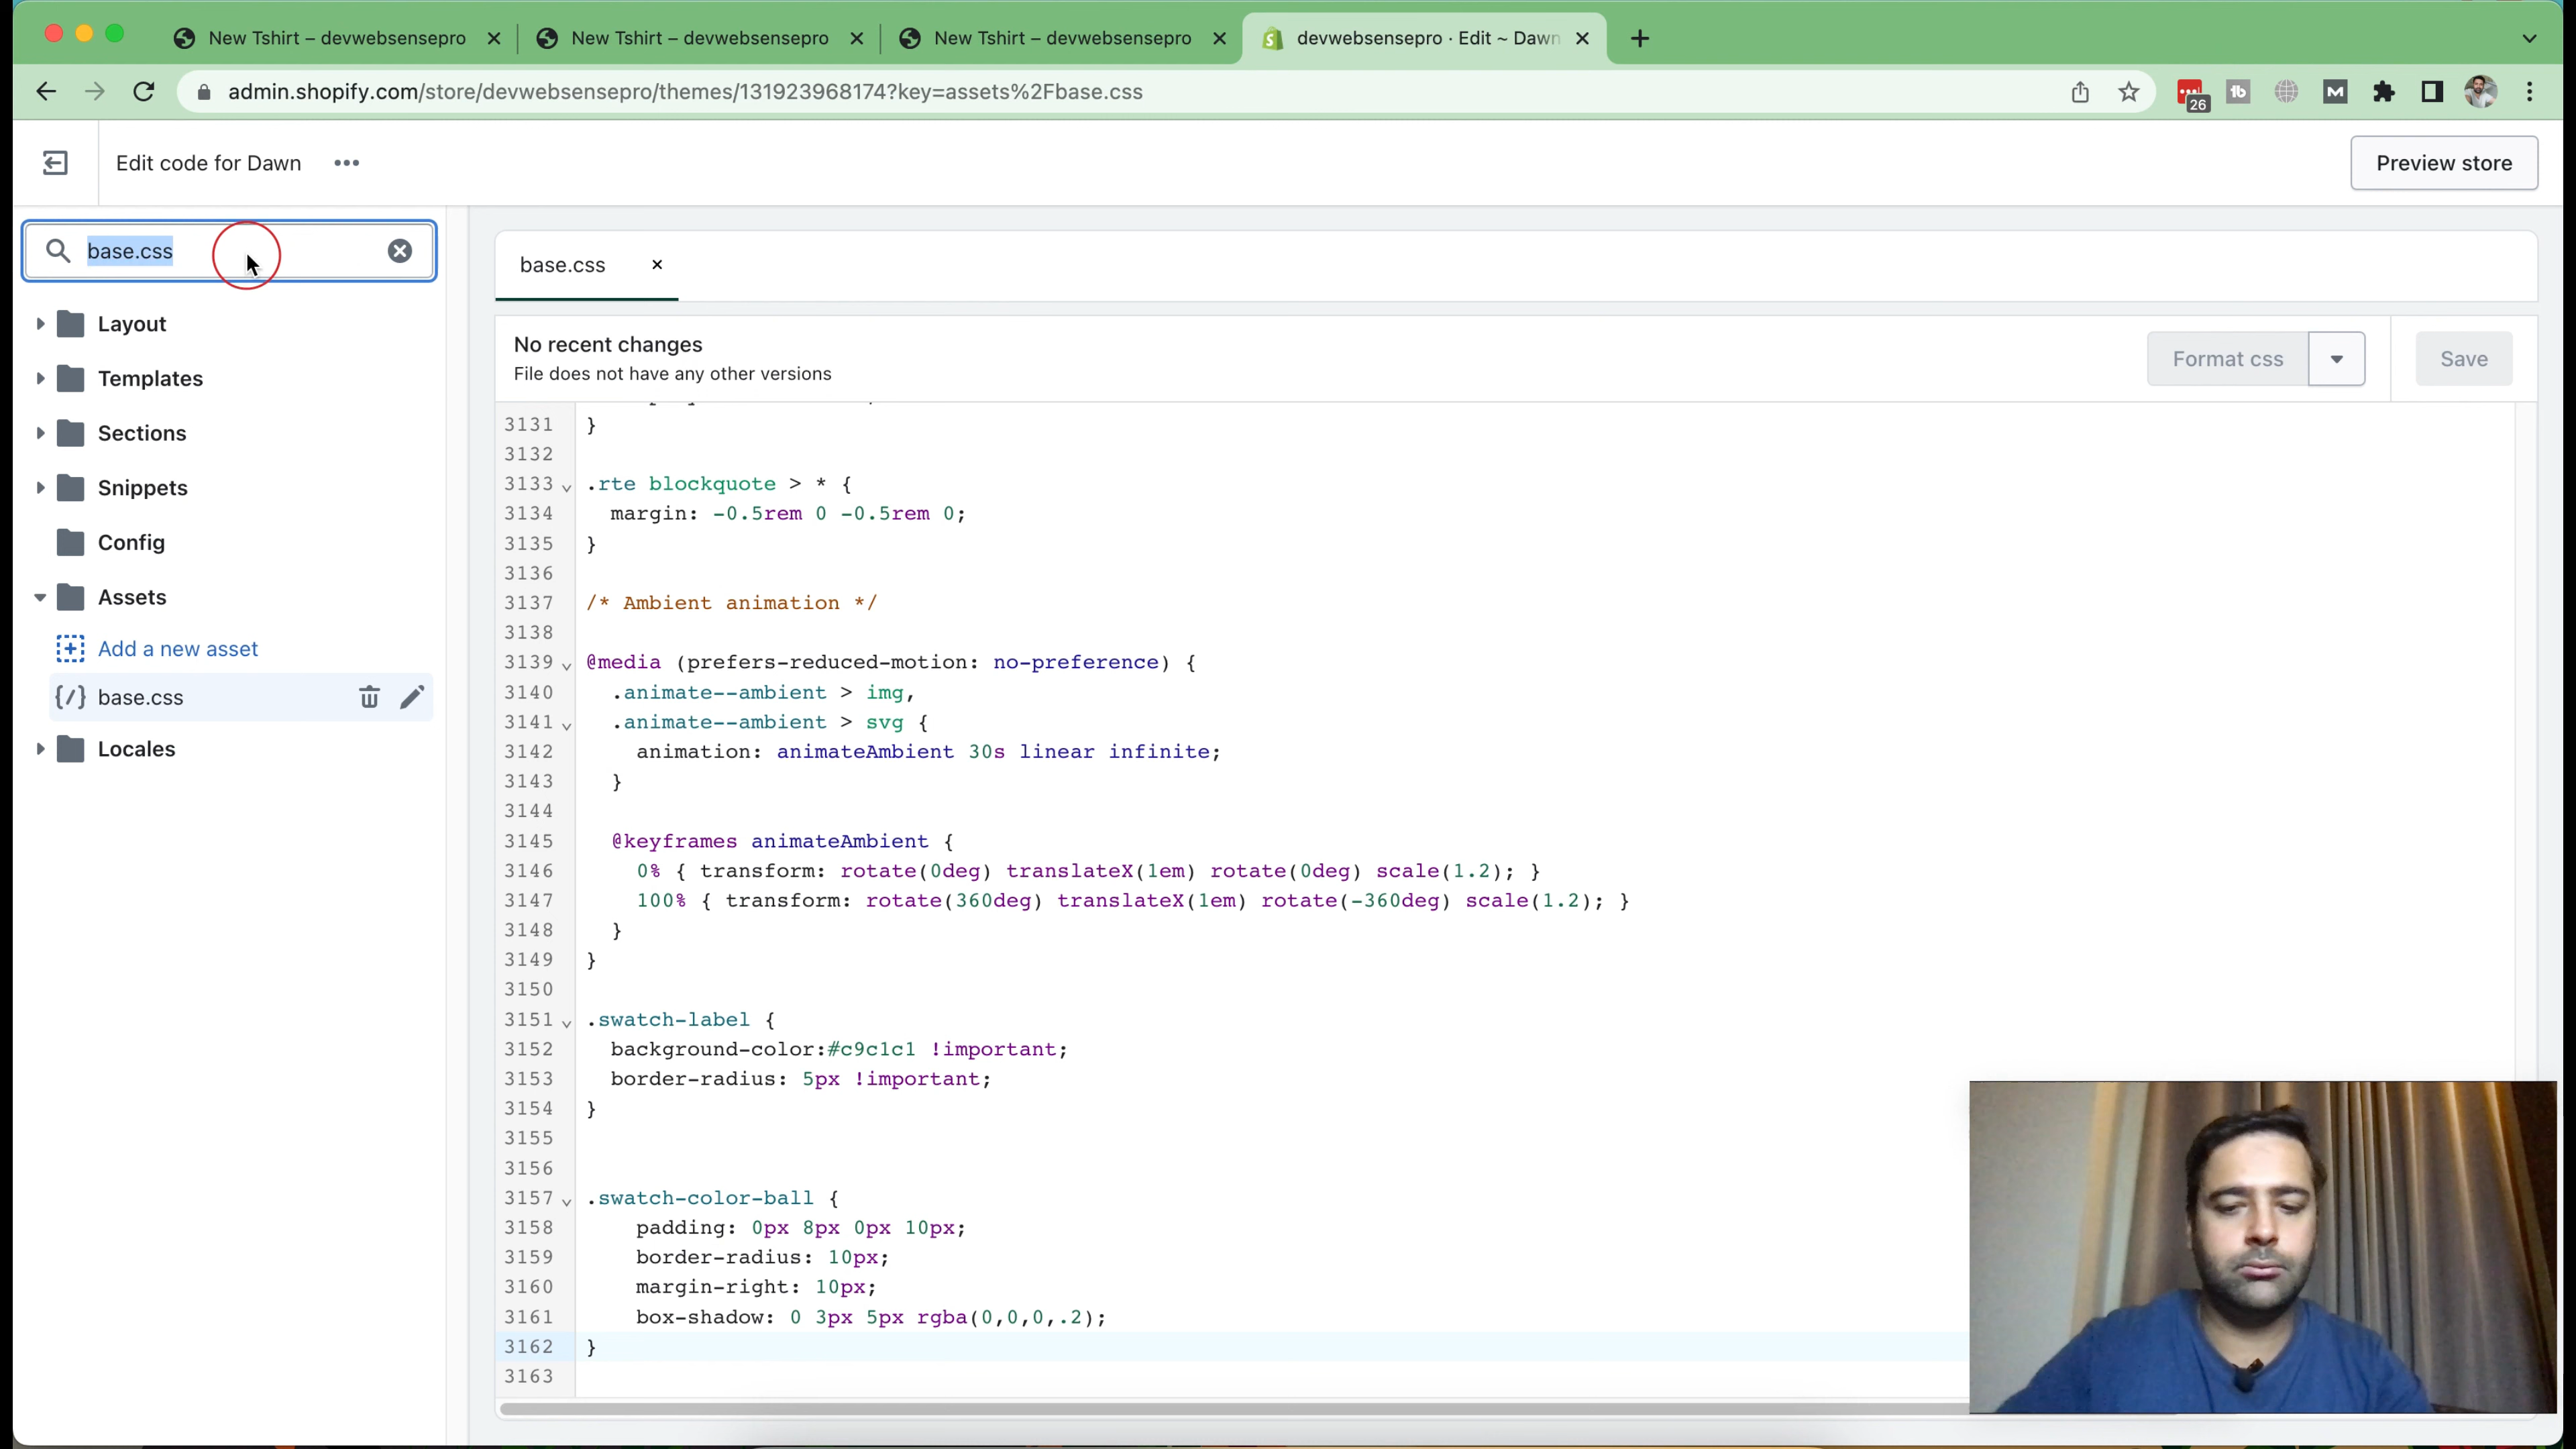 New Tshirt – devwebsensepro
New Tshirt – devwebsensepro
New Tshirt – devwebsensepro
devwebsensepro · Edit ~ Dawn
admin.shopify.com/store/devwebsensepro/themes/131923968174?key=assets%2Fbase.css
26
Edit code for Dawn
Preview store
base.css
Layout
Templates
Sections
Snippets
Config
Assets
Add a new asset
{/} base.css
Locales
base.css
No recent changes
File does not have any other versions
Format css
Save
3131 }
3132
3133 .rte blockquote > * {
3134 margin: -0.5rem 0 -0.5rem 0;
3135 }
3136
3137 /* Ambient animation */
3138
3139 @media (prefers-reduced-motion: no-preference) {
3140 .animate--ambient > img,
3141 .animate--ambient > svg {
3142 animation: animateAmbient 30s linear infinite;
3143 }
3144
3145 @keyframes animateAmbient {
3146 0% { transform: rotate(0deg) translateX(1em) rotate(0deg) scale(1.2); }
3147 100% { transform: rotate(360deg) translateX(1em) rotate(-360deg) scale(1.2); }
3148 }
3149 }
3150
3151 .swatch-label {
3152 background-color:#c9c1c1 !important;
3153 border-radius: 5px !important;
3154 }
3155
3156
3157 .swatch-color-ball {
3158 padding: 0px 8px 0px 10px;
3159 border-radius: 10px;
3160 margin-right: 10px;
3161 box-shadow: 0 3px 5px rgba(0,0,0,.2);
3162 }
3163